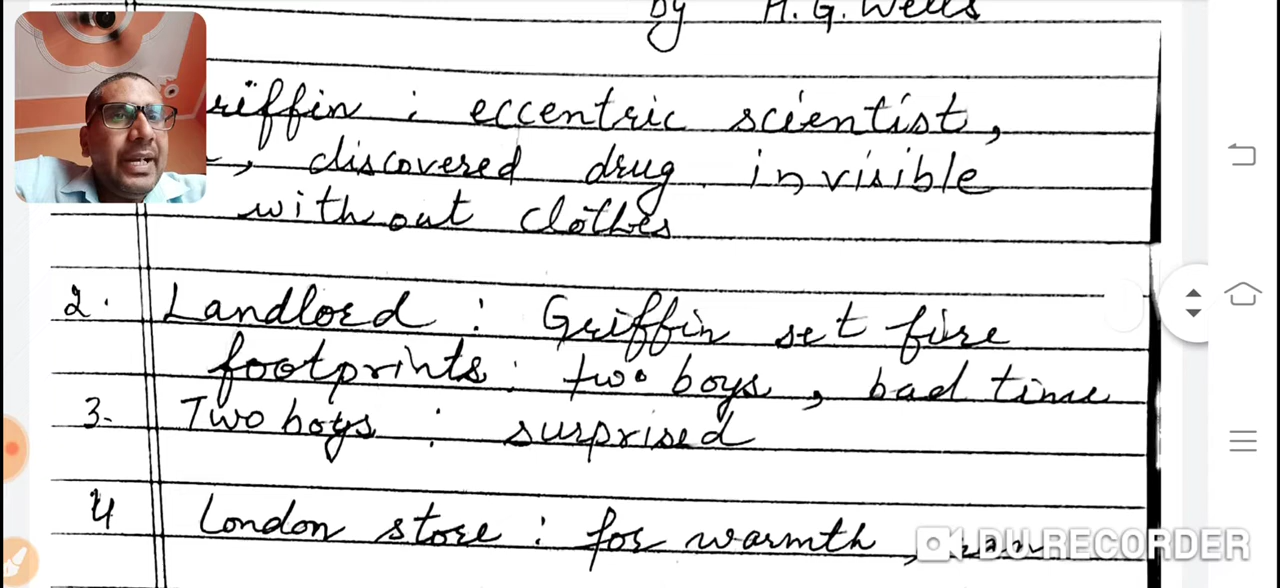 by H. G. Wells
riffin : eccentric scientist,
, discovered drug. invisible
without clothes
2. Landlord : Griffin set fire
footprints : two boys, bad time
3. Two boys : surprised
4 London store : for warmth,
DU RECORDER